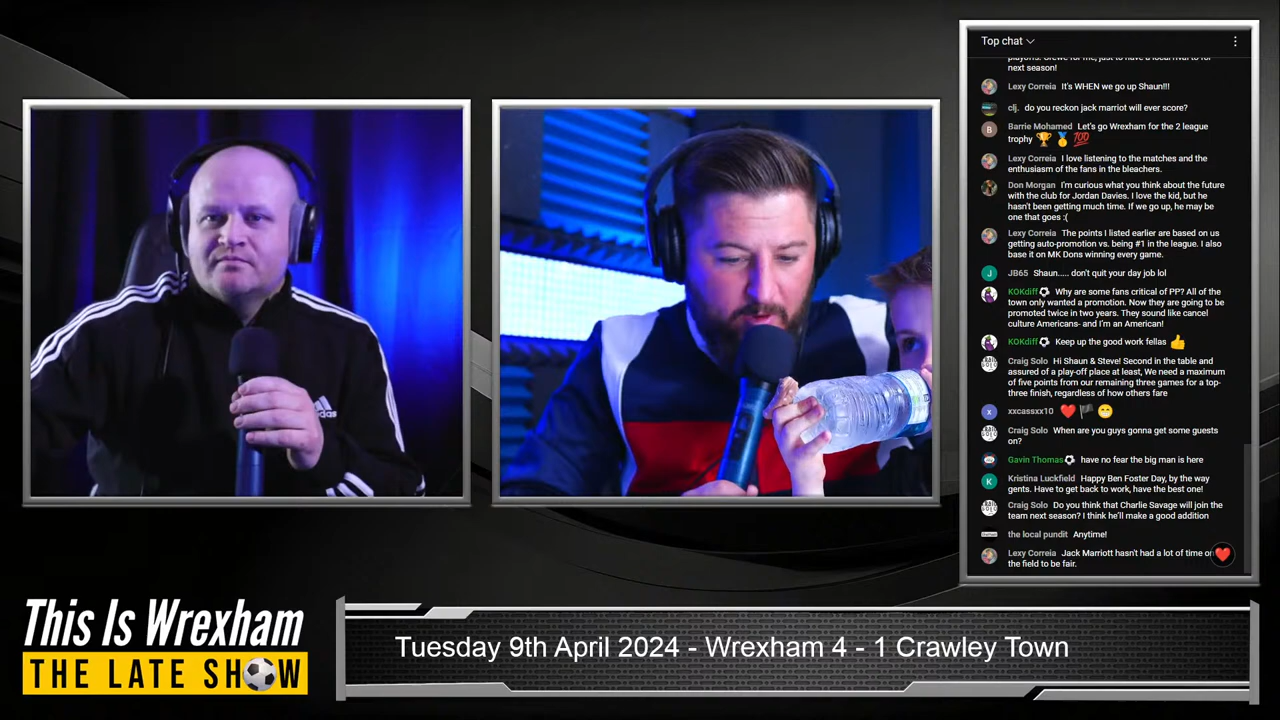 Top chat
playoffs. Crewe for me, just to have a local rival to for
next season!
Lexy Correia It's WHEN we go up Shaun!!!
clj. do you reckon jack marriot will ever score?
B
Barrie Mohamed Let's go Wrexham for the 2 league
trophy 🏆 🥇 💯
Lexy Correia I love listening to the matches and the
enthusiasm of the fans in the bleachers.
Don Morgan I'm curious what you think about the future
with the club for Jordan Davies. I love the kid, but he
hasn't been getting much time. If we go up, he may be
one that goes :(
Lexy Correia The points I listed earlier are based on us
getting auto-promotion vs. being #1 in the league. I also
base it on MK Dons winning every game.
J
JB65 Shaun..... don't quit your day job lol
KOKdiff⚽ Why are some fans critical of PP? All of the
town only wanted a promotion. Now they are going to be
promoted twice in two years. They sound like cancel
culture Americans- and I'm an American!
KOKdiff⚽ Keep up the good work fellas 👍
Craig Solo Hi Shaun & Steve! Second in the table and
assured of a play-off place at least, We need a maximum
of five points from our remaining three games for a top-
three finish, regardless of how others fare
x
xxcassxx10 ❤️🏴😁
Craig Solo When are you guys gonna get some guests
on?
Gavin Thomas⚽ have no fear the big man is here
K
Kristina Luckfield Happy Ben Foster Day, by the way
gents. Have to get back to work, have the best one!
Craig Solo Do you think that Charlie Savage will join the
team next season? I think he'll make a good addition
the local pundit Anytime!
Lexy Correia Jack Marriott hasn't had a lot of time on
the field to be fair.
adidas
This Is Wrexham
THE LATE SHOW
Tuesday 9th April 2024 - Wrexham 4 - 1 Crawley Town